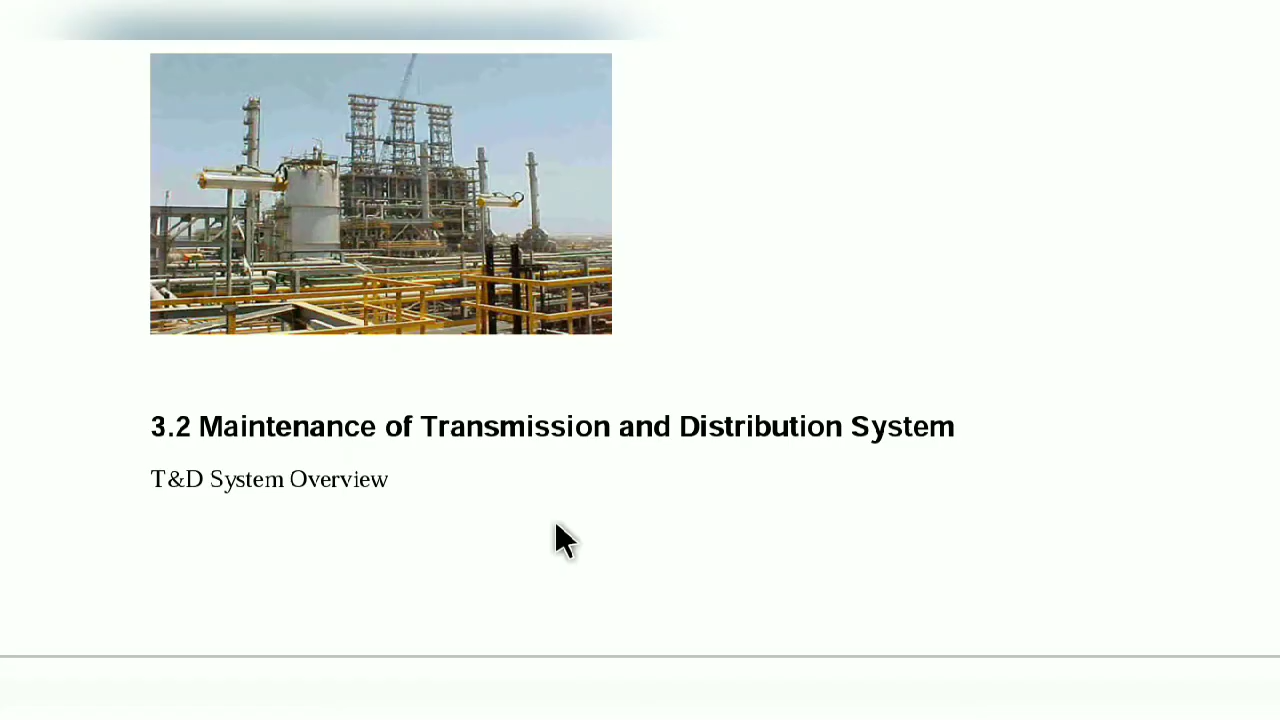 3.2 Maintenance of Transmission and Distribution System
T&D System Overview